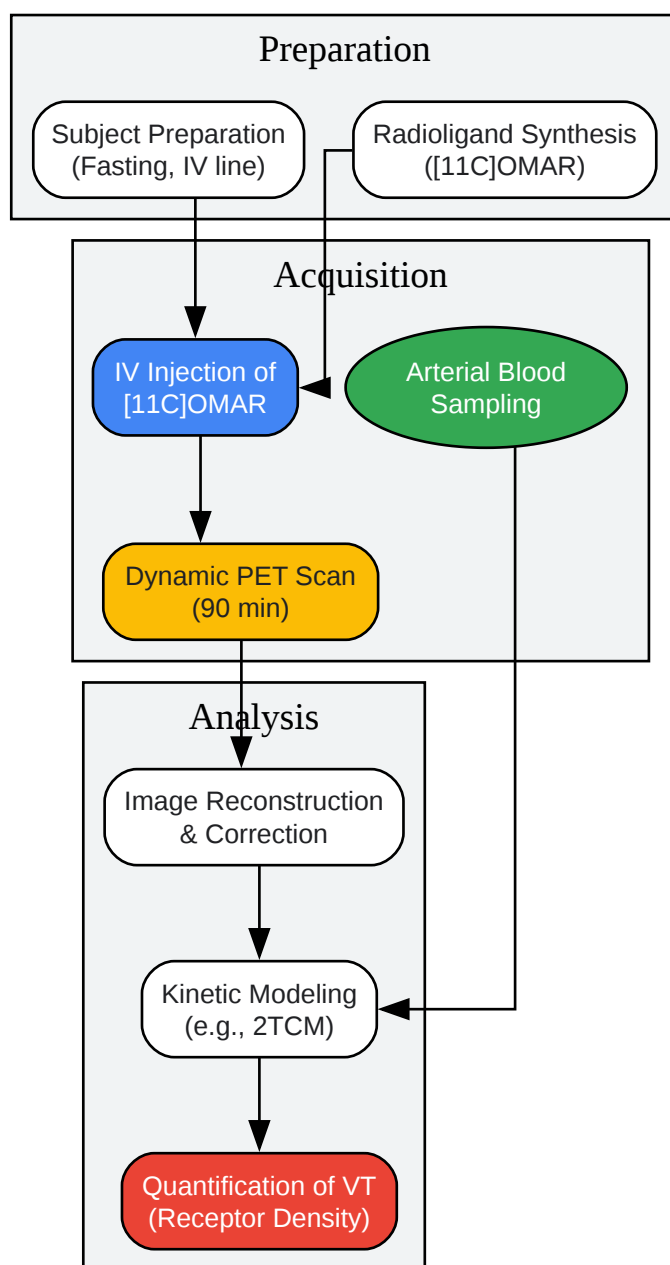 Preparation
Subject Preparation
(Fasting, IV line)
Radioligand Synthesis
([11C]OMAR)
Acquisition
IV Injection of
[11C]OMAR
Arterial Blood
Sampling
Dynamic PET Scan
(90 min)
Analysis
Image Reconstruction
& Correction
Kinetic Modeling
(e.g., 2TCM)
Quantification of VT
(Receptor Density)